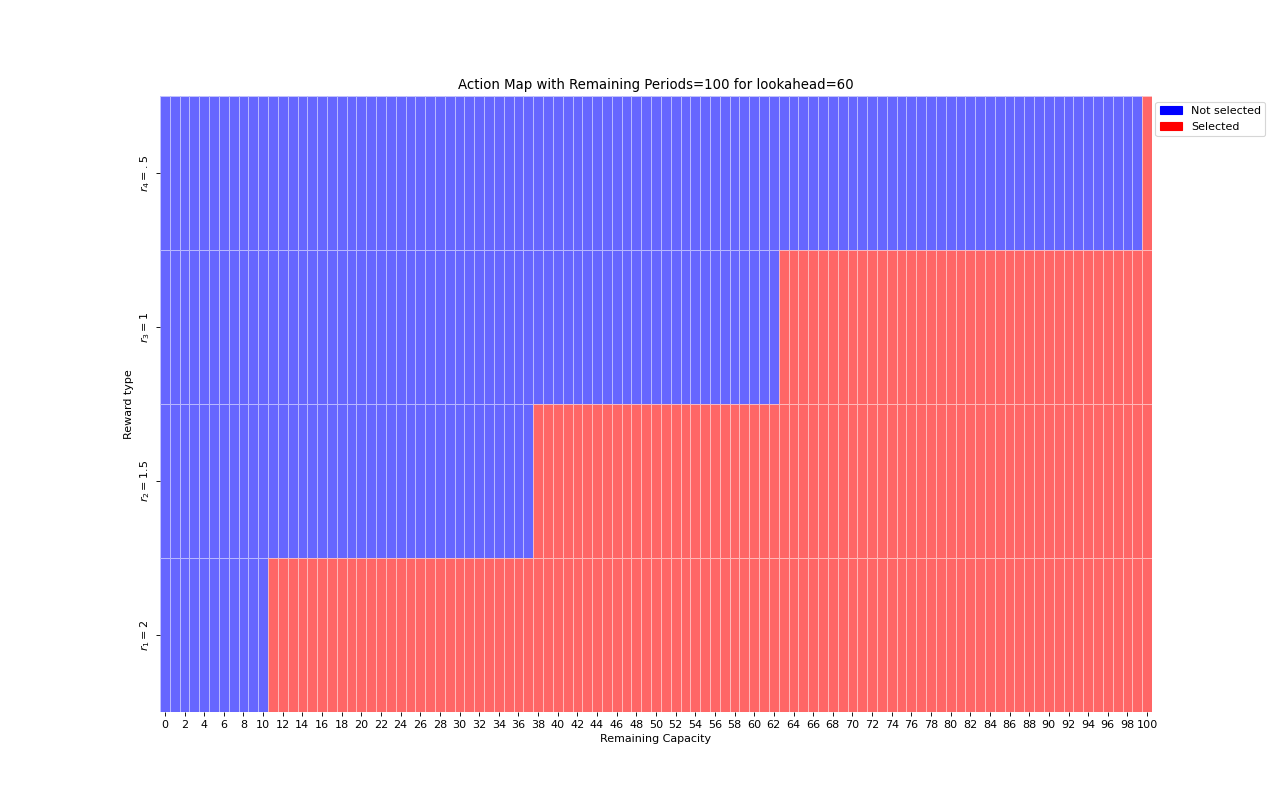 Action Map with Remaining Periods=100 for lookahead=60
Not selected
Selected
r₄ = .5
r₃ = 1
r₂ = 1.5
r₁ = 2
Reward type
0 2 4 6 8 10 12 14 16 18 20 22 24 26 28 30 32 34 36 38 40 42 44 46 48 50 52 54 56 58 60 62 64 66 68 70 72 74 76 78 80 82 84 86 88 90 92 94 96 98 100
Remaining Capacity